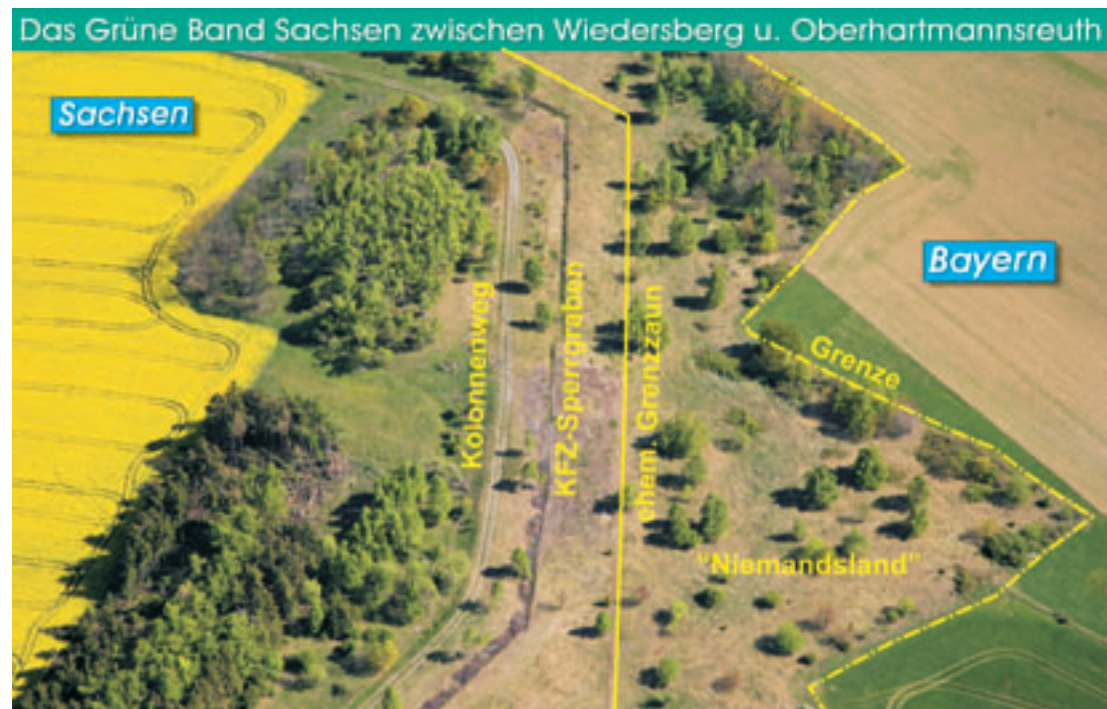 Das Grüne Band Sachsen zwischen Wiedersberg u. Oberhartmannsreuth
Sachsen
Bayern
Kolonnenweg
KFZ-Sperrgraben
ehem. Grenzzaun
Grenze
"Niemandsland"